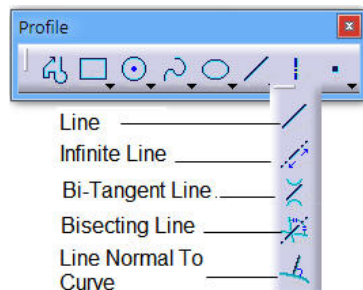 Profile
Line
Infinite Line
Bi-Tangent Line.
Bisecting Line
Line Normal To
Curve